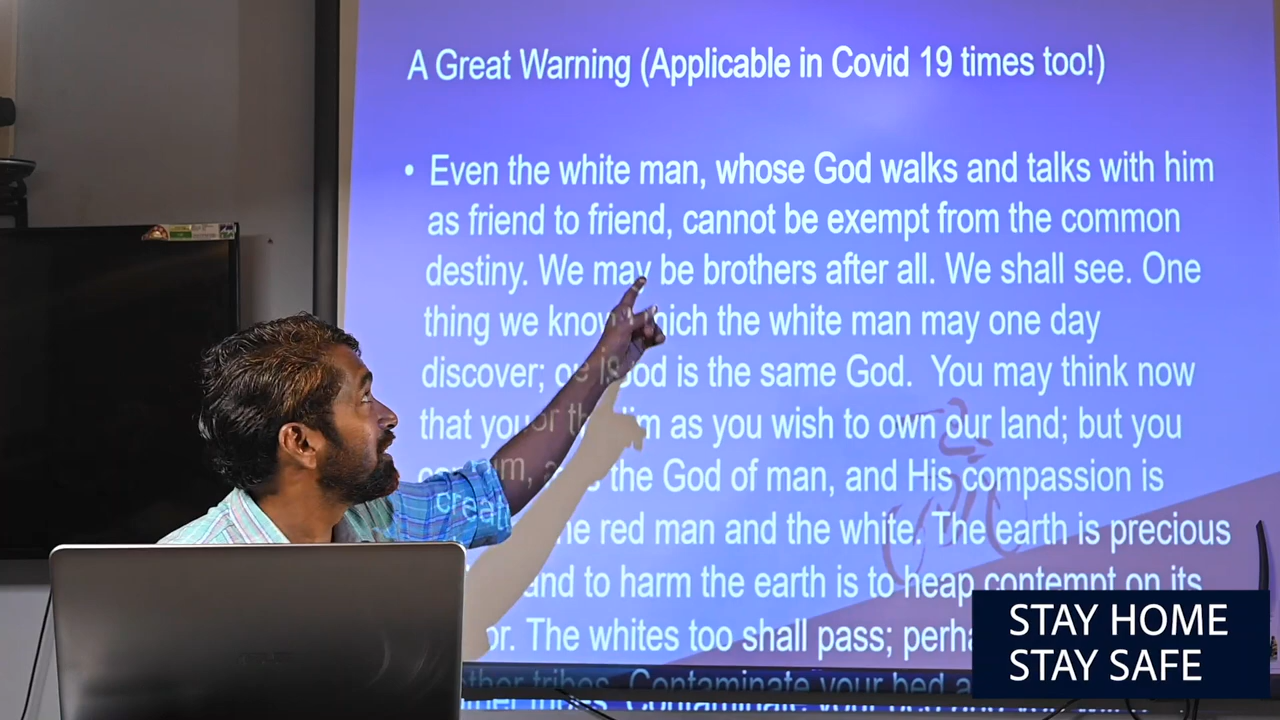 A Great Warning (Applicable in Covid 19 times too!)
• Even the white man, whose God walks and talks with him
as friend to friend, cannot be exempt from the common
destiny. We may be brothers after all. We shall see. One
thing we know which the white man may one day
discover; is the same God. You may think now
that you as you wish to own our land; but you
the God of man, and His compassion is
red man and the white. The earth is precious
and to harm the earth is to heap contempt on its
The whites too shall pass;
tribes. Contaminate your bed
STAY HOME
STAY SAFE